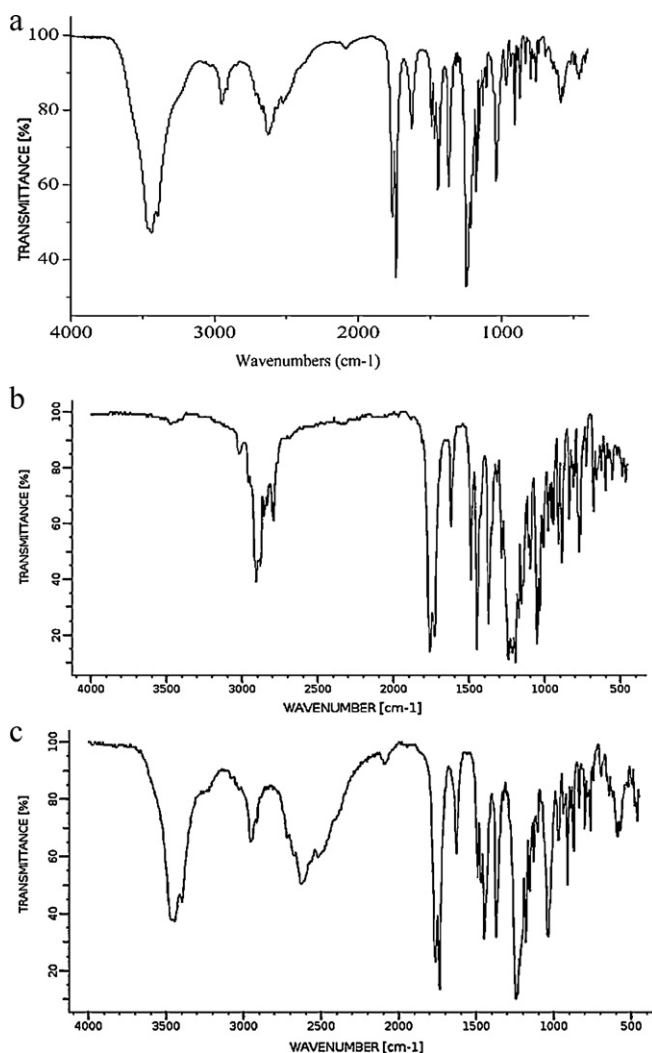 a
100
80
60
40
TRANSMITTANCE [%]
4000 3000 2000 1000
Wavenumbers (cm-1)
b
100
80
60
40
20
TRANSMITTANCE [%]
4000 3500 3000 2500 2000 1500 1000 500
WAVENUMBER [cm-1]
c
100
80
60
40
20
TRANSMITTANCE [%]
4000 3500 3000 2500 2000 1500 1000 500
WAVENUMBER [cm-1]